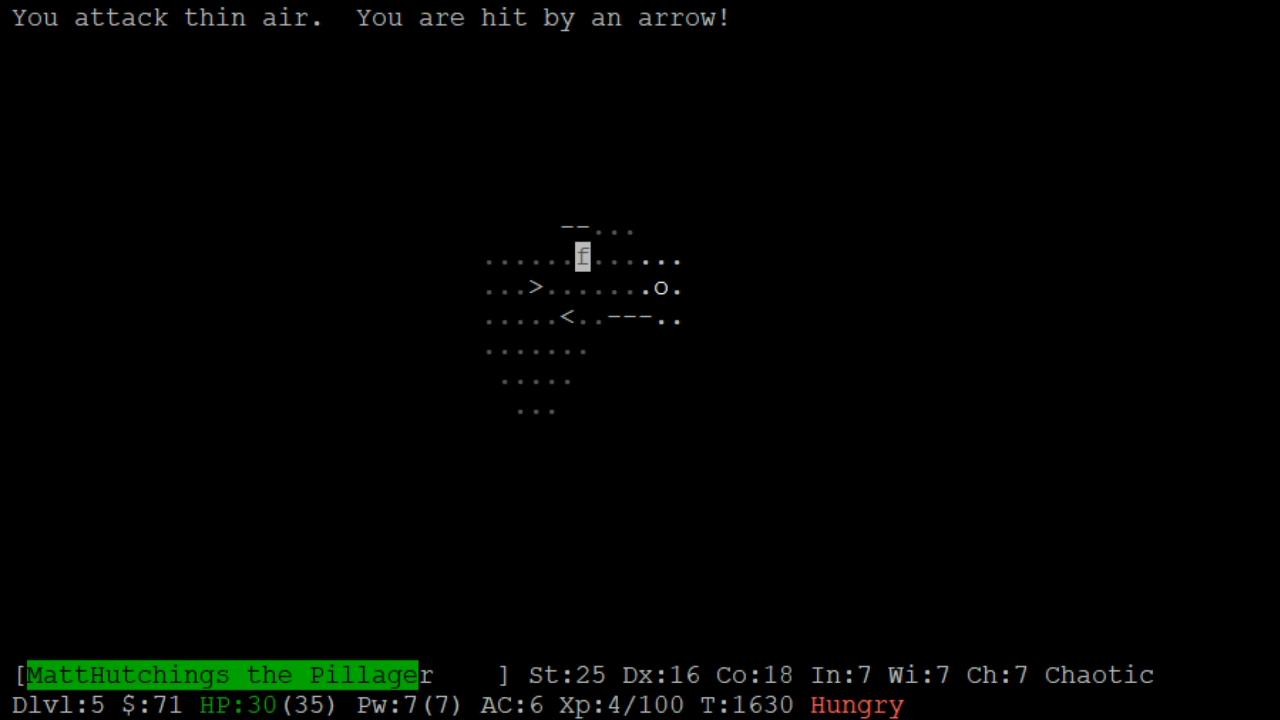 You attack thin air.  You are hit by an arrow!
--...
......f......
...>.......o.
.....<..---..
.......
.....
...
[MattHutchings the Pillager    ] St:25 Dx:16 Co:18 In:7 Wi:7 Ch:7 Chaotic
Dlvl:5 $:71 HP:30(35) Pw:7(7) AC:6 Xp:4/100 T:1630 Hungry